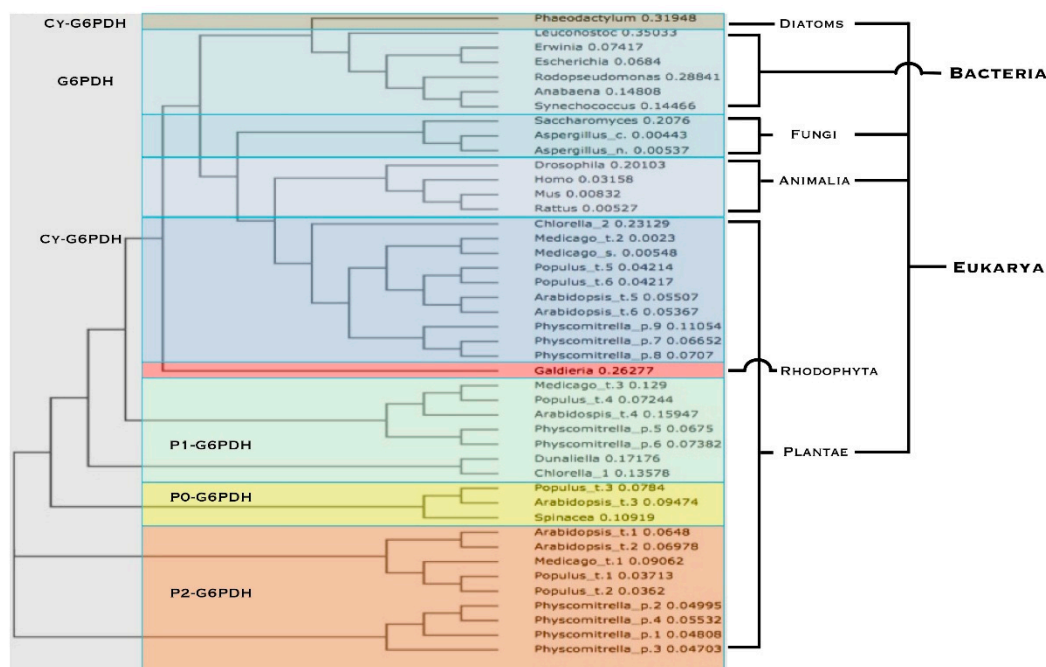 Cy-G6PDH
G6PDH
Cy-G6PDH
P1-G6PDH
P0-G6PDH
P2-G6PDH
Phaeodactylum 0.31948
Leuconostoc 0.35033
Erwinia 0.07417
Escherichia 0.0684
Rodopseudomonas 0.28841
Anabaena 0.14808
Synechococcus 0.14466
Saccharomyces 0.2076
Aspergillus_c. 0.00443
Aspergillus_n. 0.00537
Drosophila 0.20103
Homo 0.03158
Mus 0.00832
Rattus 0.00527
Chlorella_2 0.23129
Medicago_t.2 0.0023
Medicago_s. 0.00548
Populus_t.5 0.04214
Populus_t.6 0.04217
Arabidopsis_t.5 0.05507
Arabidopsis_t.6 0.05367
Physcomitrella_p.9 0.11054
Physcomitrella_p.7 0.06652
Physcomitrella_p.8 0.0707
Galdieria 0.26277
Medicago_t.3 0.129
Populus_t.4 0.07244
Arabidospis_t.4 0.15947
Physcomitrella_p.5 0.0675
Physcomitrella_p.6 0.07382
Dunaliella 0.17176
Chlorella_1 0.13578
Populus_t.3 0.0784
Arabidopsis_t.3 0.09474
Spinacea 0.10919
Arabidopsis_t.1 0.0648
Arabidopsis_t.2 0.06978
Medicago_t.1 0.09062
Populus_t.1 0.03713
Populus_t.2 0.0362
Physcomitrella_p.2 0.04995
Physcomitrella_p.4 0.05532
Physcomitrella_p.1 0.04808
Physcomitrella_p.3 0.04703
Diatoms
Fungi
Animalia
Rhodophyta
Plantae
Bacteria
Eukarya